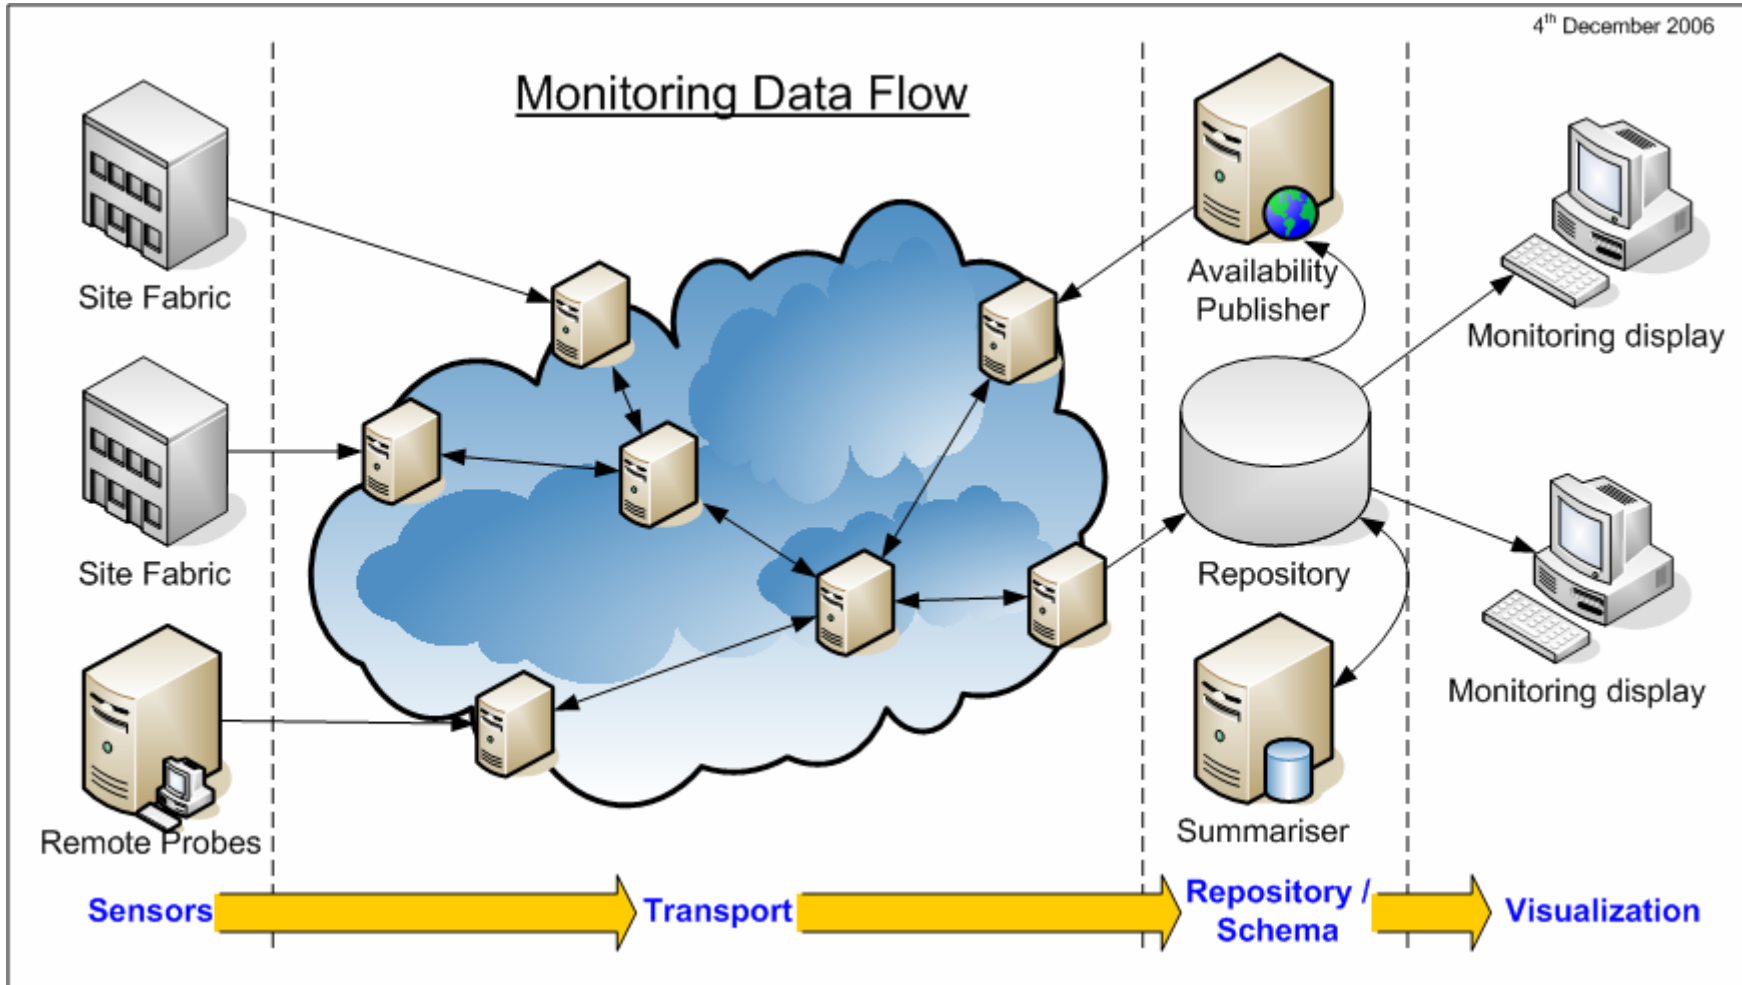 4th December 2006
Monitoring Data Flow
Site Fabric
Site Fabric
Remote Probes
Availability
Publisher
Repository
Summariser
Monitoring display
Monitoring display
Sensors
Transport
Repository /
Schema
Visualization